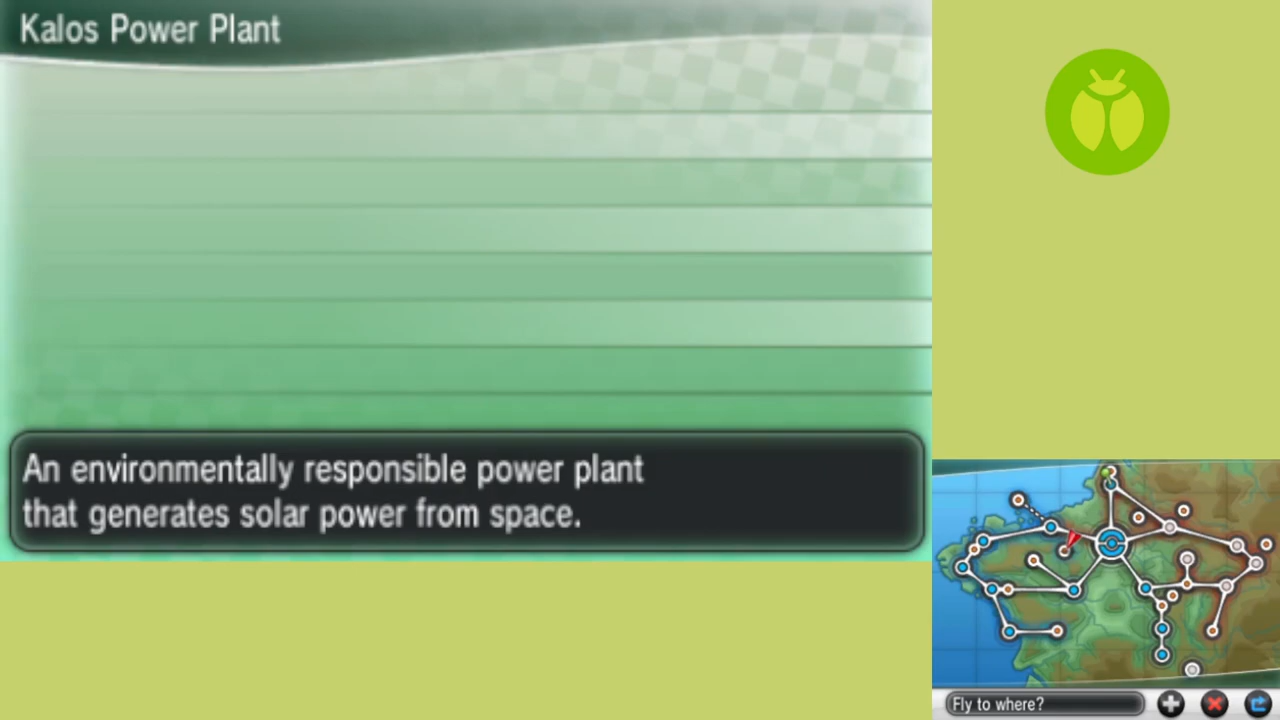 Kalos Power Plant
An environmentally responsible power plant
that generates solar power from space.
Fly to where?